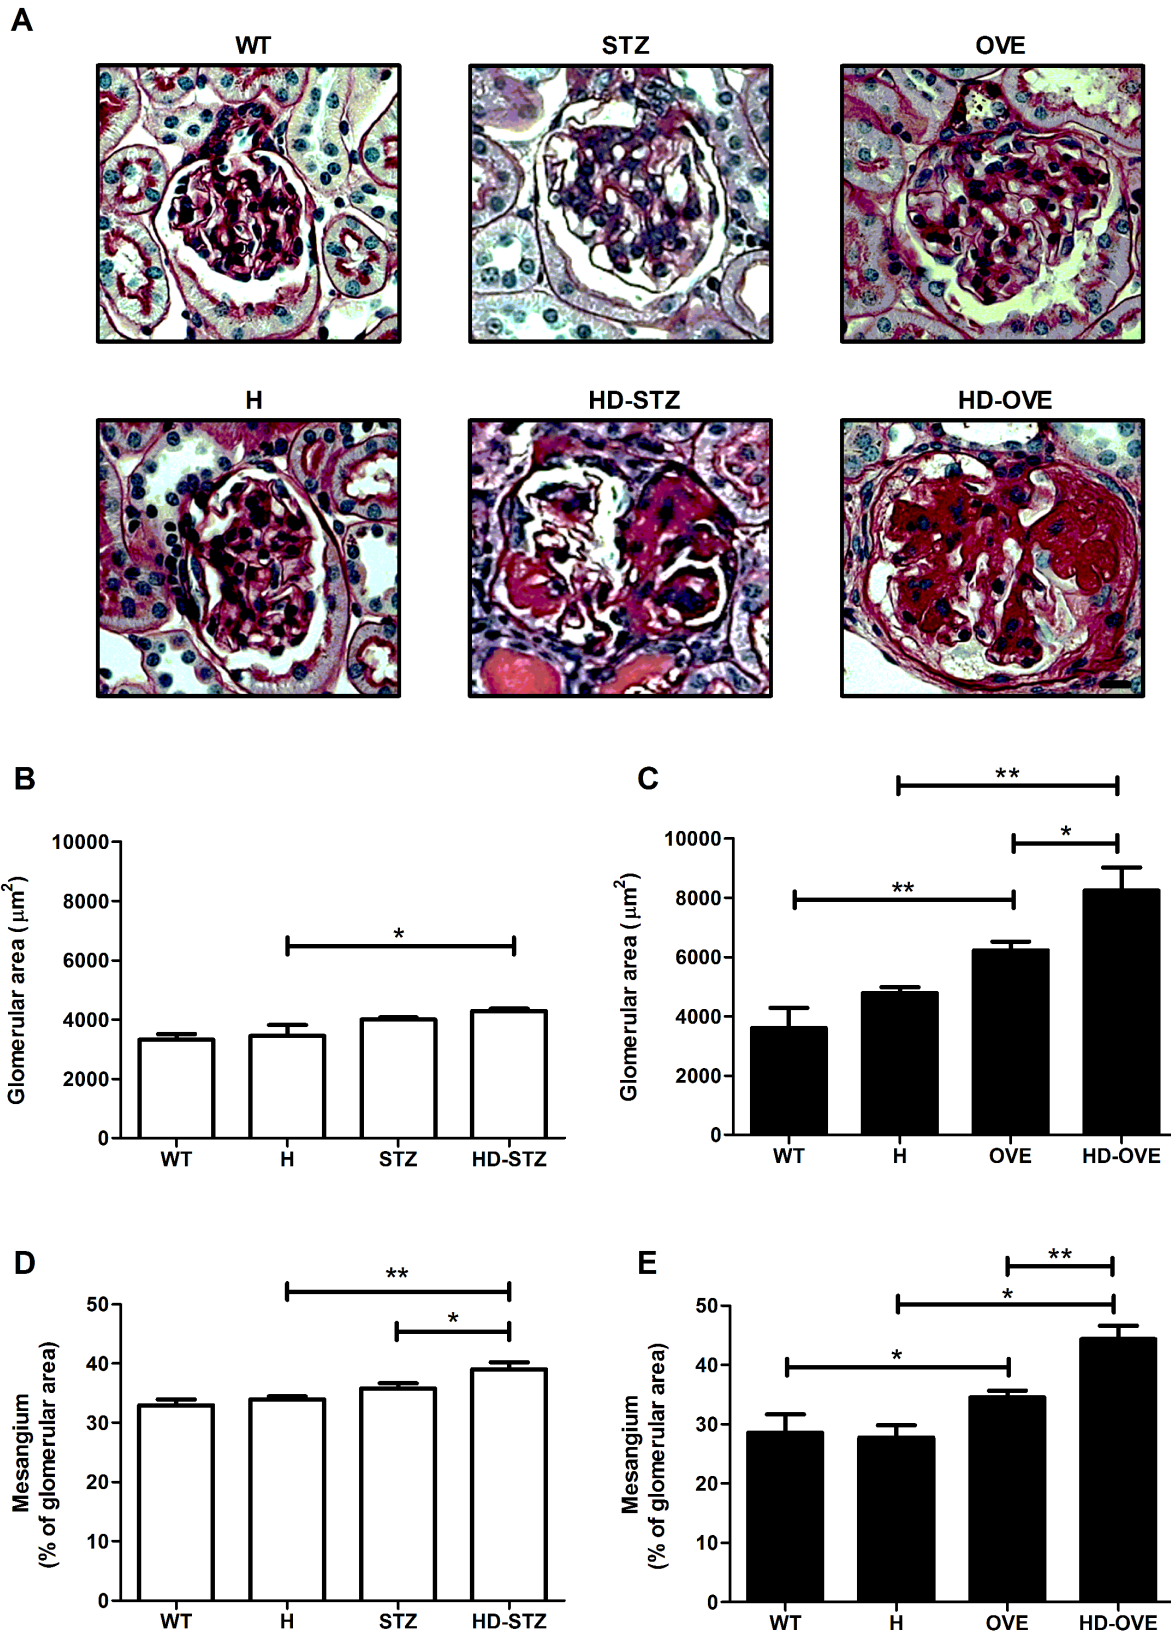 A
WT STZ OVE
H HD-STZ HD-OVE
B
Glomerular area (μm²)
10000
8000
6000
4000
2000
0
*
WT H STZ HD-STZ
C
Glomerular area (μm²)
10000
8000
6000
4000
2000
0
**
*
**
WT H OVE HD-OVE
D
Mesangium
(% of glomerular area)
50
40
30
20
10
0
**
*
WT H STZ HD-STZ
E
Mesangium
(% of glomerular area)
50
40
30
20
10
0
**
*
*
WT H OVE HD-OVE